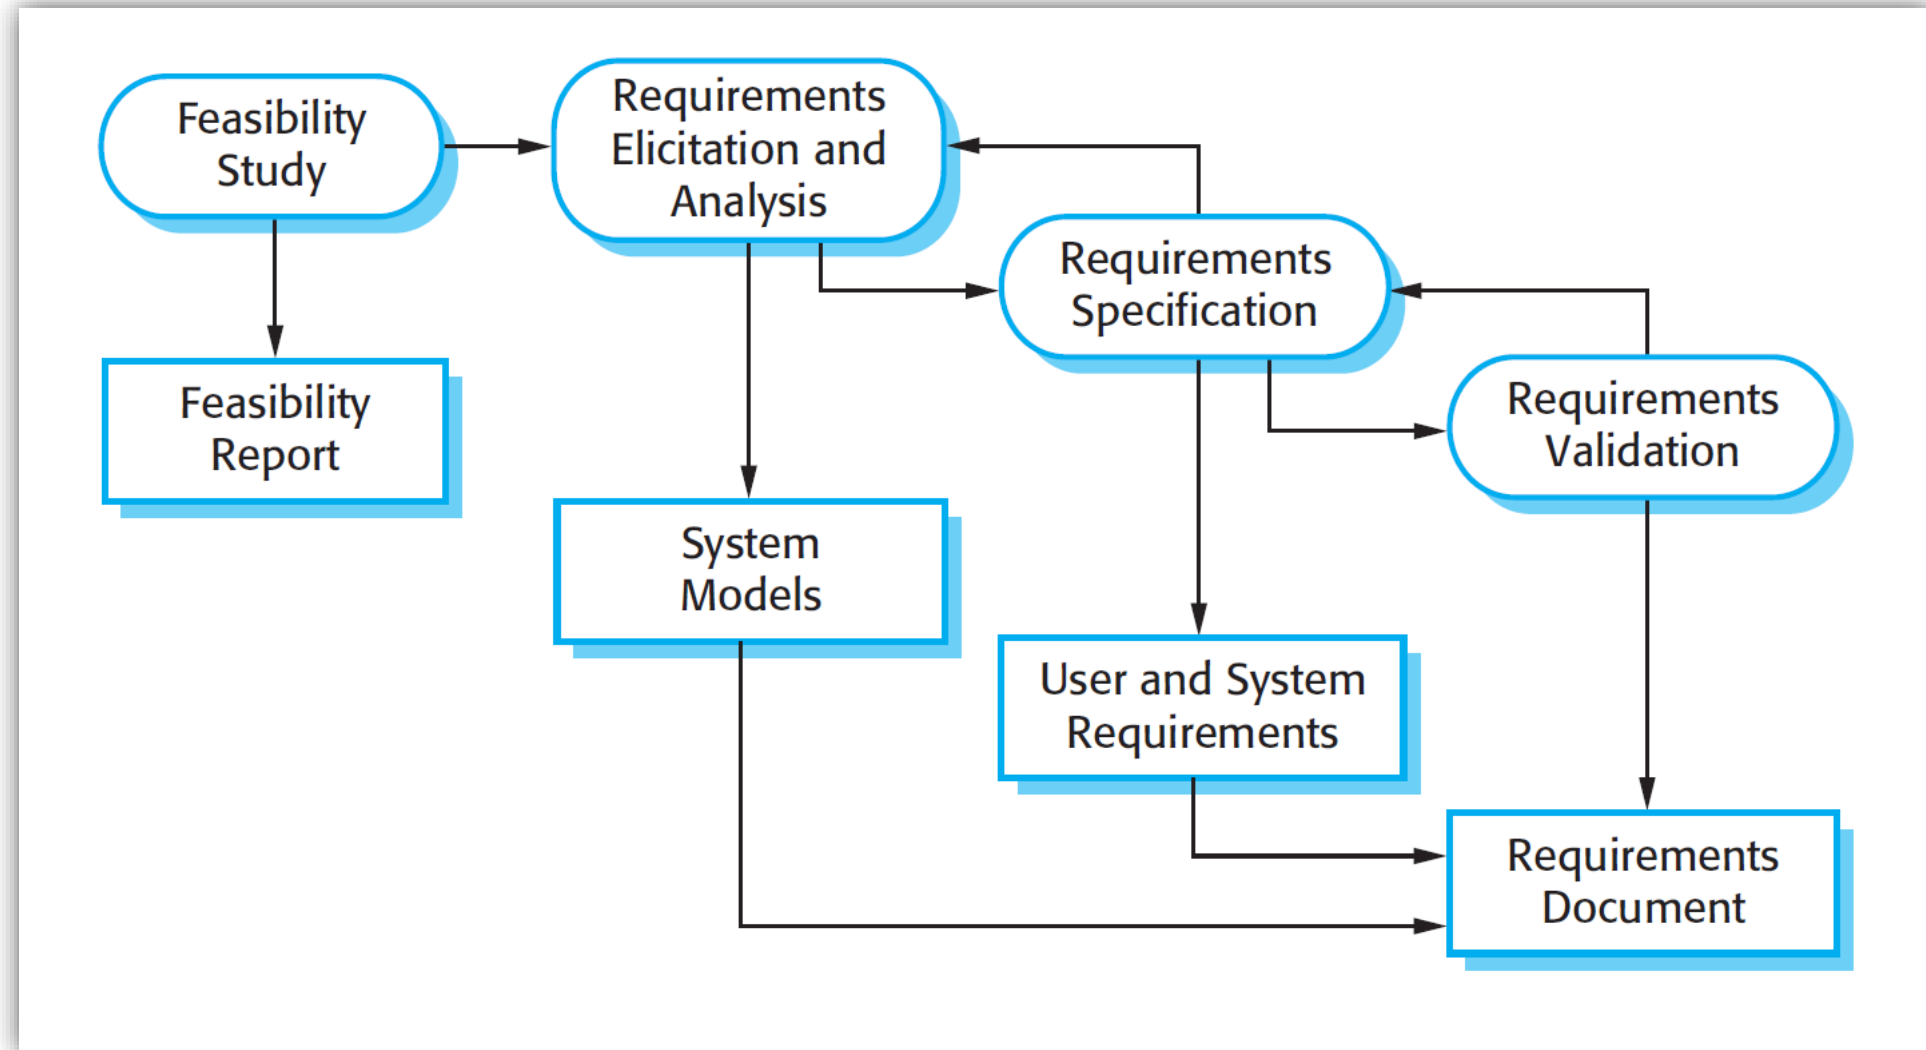 Feasibility
Study
Requirements
Elicitation and
Analysis
Requirements
Specification
Requirements
Validation
Feasibility
Report
System
Models
User and System
Requirements
Requirements
Document